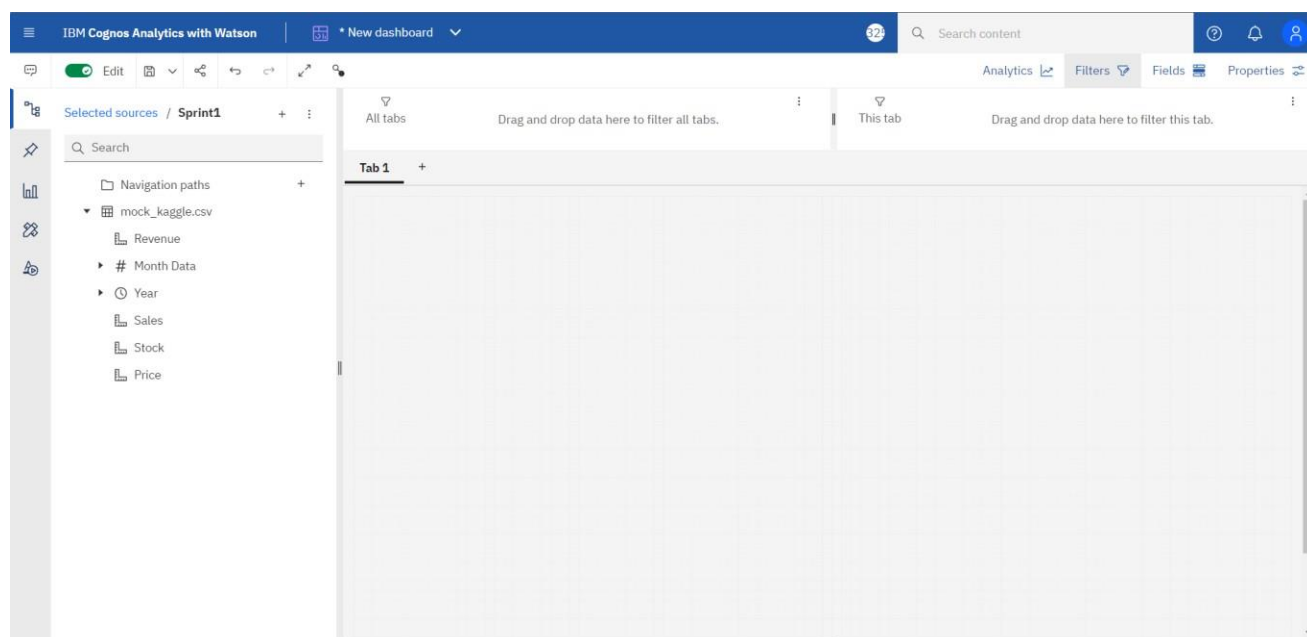 IBM Cognos Analytics with Watson
* New dashboard
Search content
Edit
Analytics
Filters
Fields
Properties
Selected sources / Sprint1
All tabs
Drag and drop data here to filter all tabs.
This tab
Drag and drop data here to filter this tab.
Search
Tab 1
Navigation paths
mock_kaggle.csv
Revenue
# Month Data
Year
Sales
Stock
Price